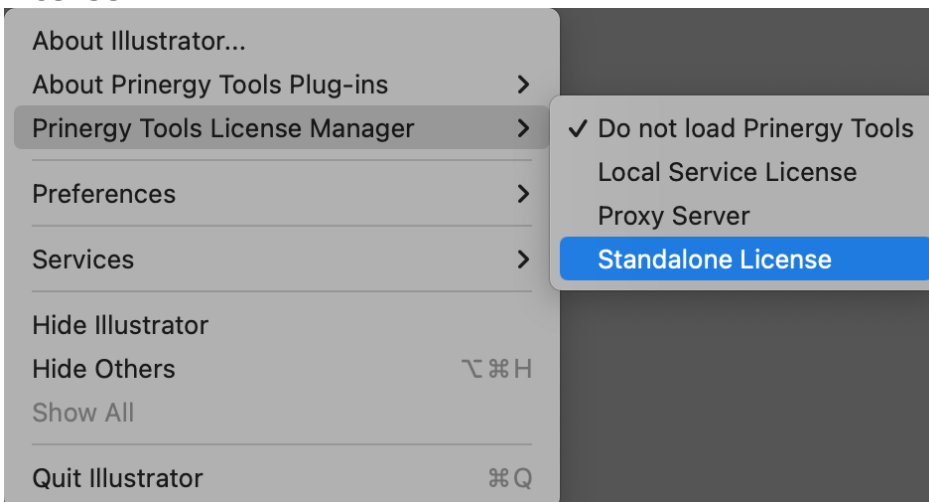 About Illustrator...
About Prinergy Tools Plug-ins
Prinergy Tools License Manager
Preferences
Services
Hide Illustrator
Hide Others ⌥⌘H
Show All
Quit Illustrator ⌘Q
✓ Do not load Prinergy Tools
Local Service License
Proxy Server
Standalone License